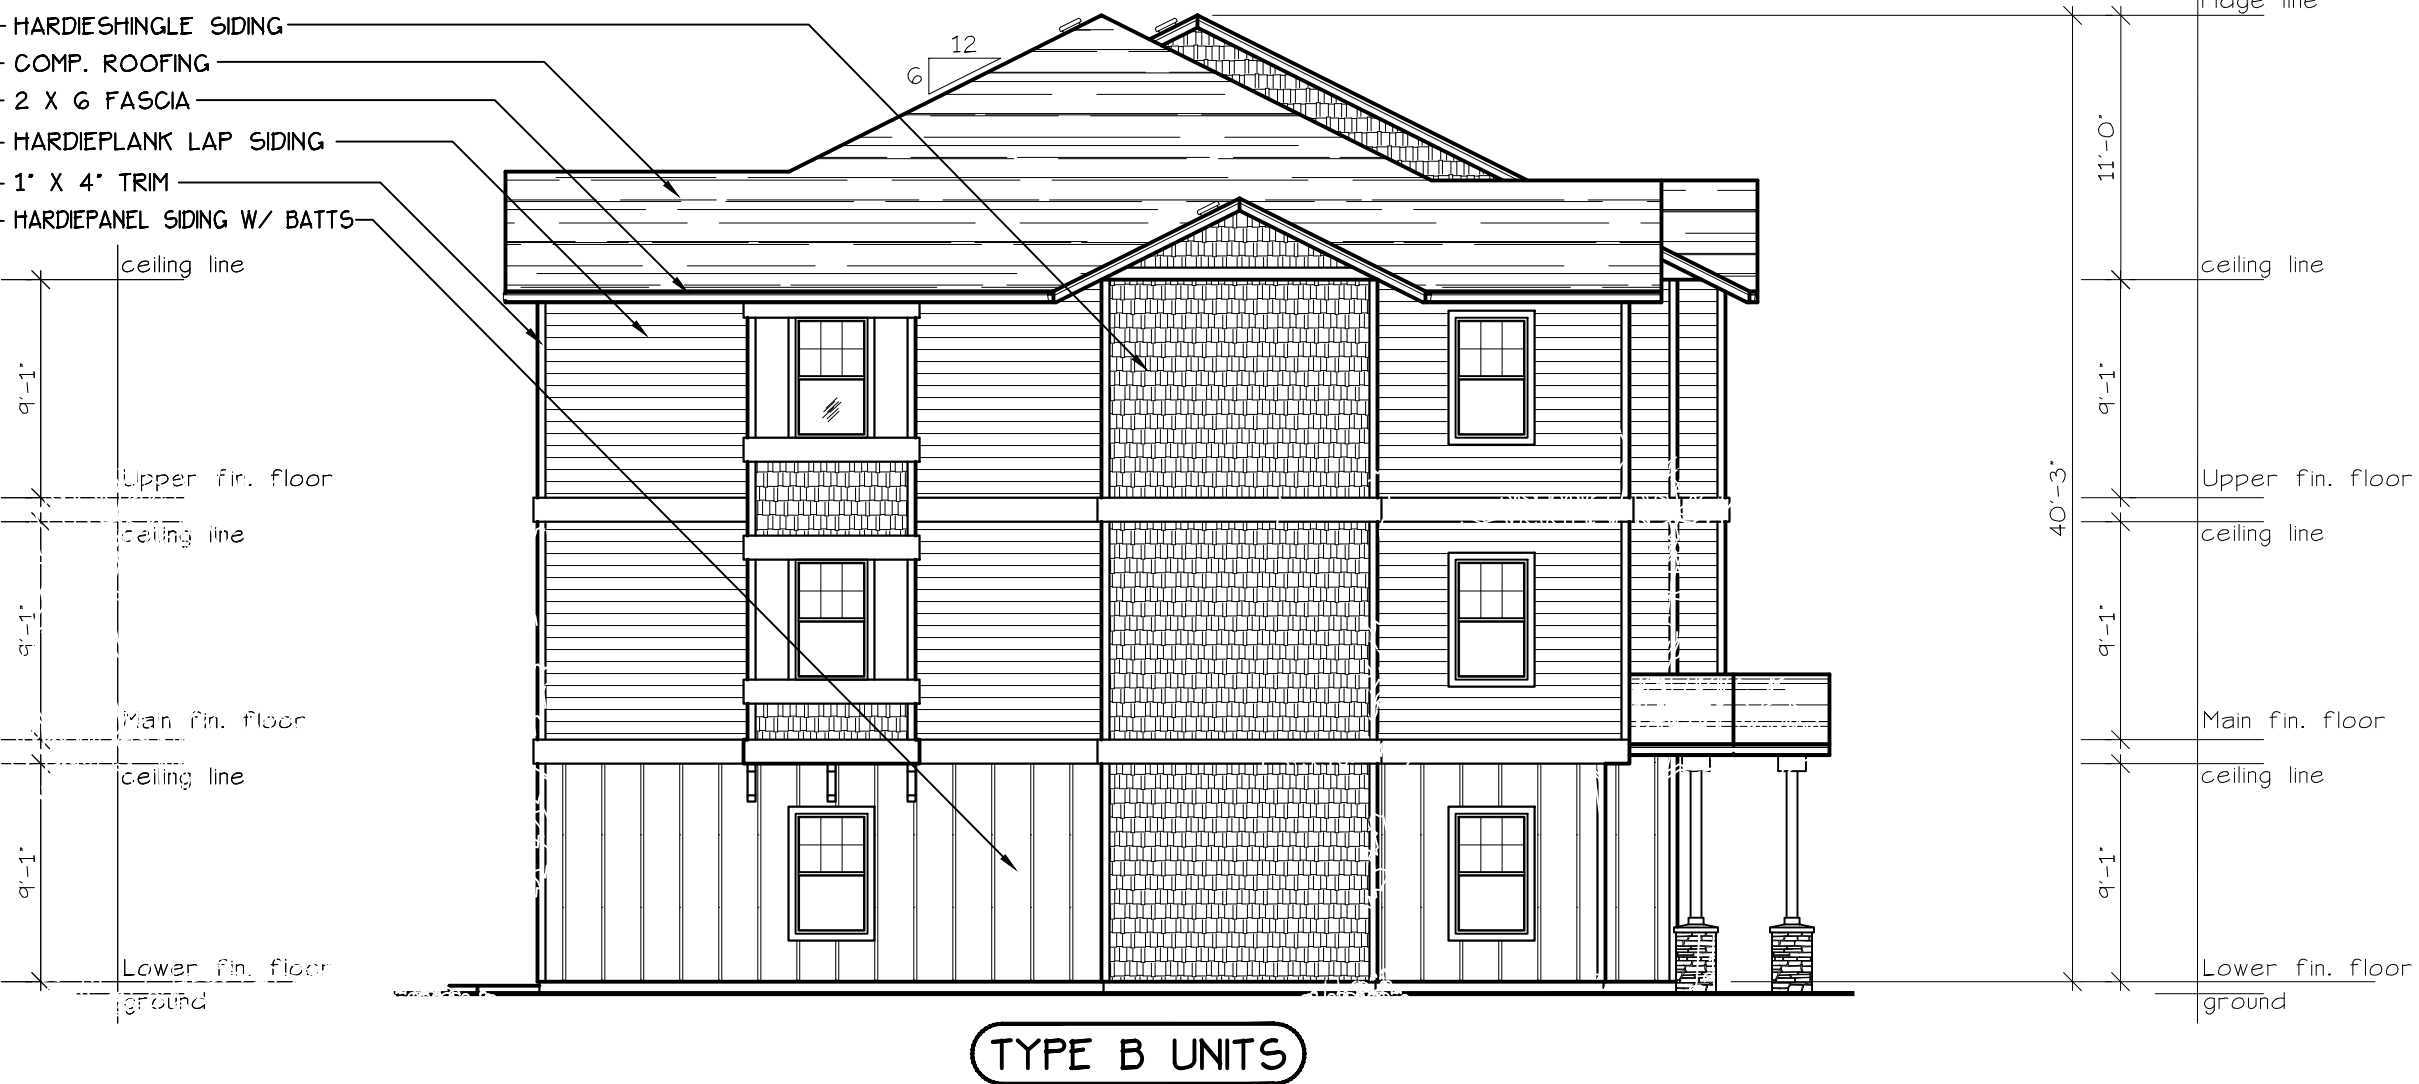 HARDIESHINGLE SIDING
COMP. ROOFING
2 X 6 FASCIA
HARDIEPLANK LAP SIDING
1" X 4" TRIM
HARDIEPANEL SIDING W/ BATTS
12
6
ceiling line
9'-1"
Upper fin. floor
ceiling line
9'-1"
Main fin. floor
ceiling line
9'-1"
Lower fin. floor
ground
Ridge line
11'-0"
ceiling line
9'-1"
40'-3"
Upper fin. floor
ceiling line
9'-1"
Main fin. floor
ceiling line
9'-1"
Lower fin. floor
ground
TYPE B UNITS